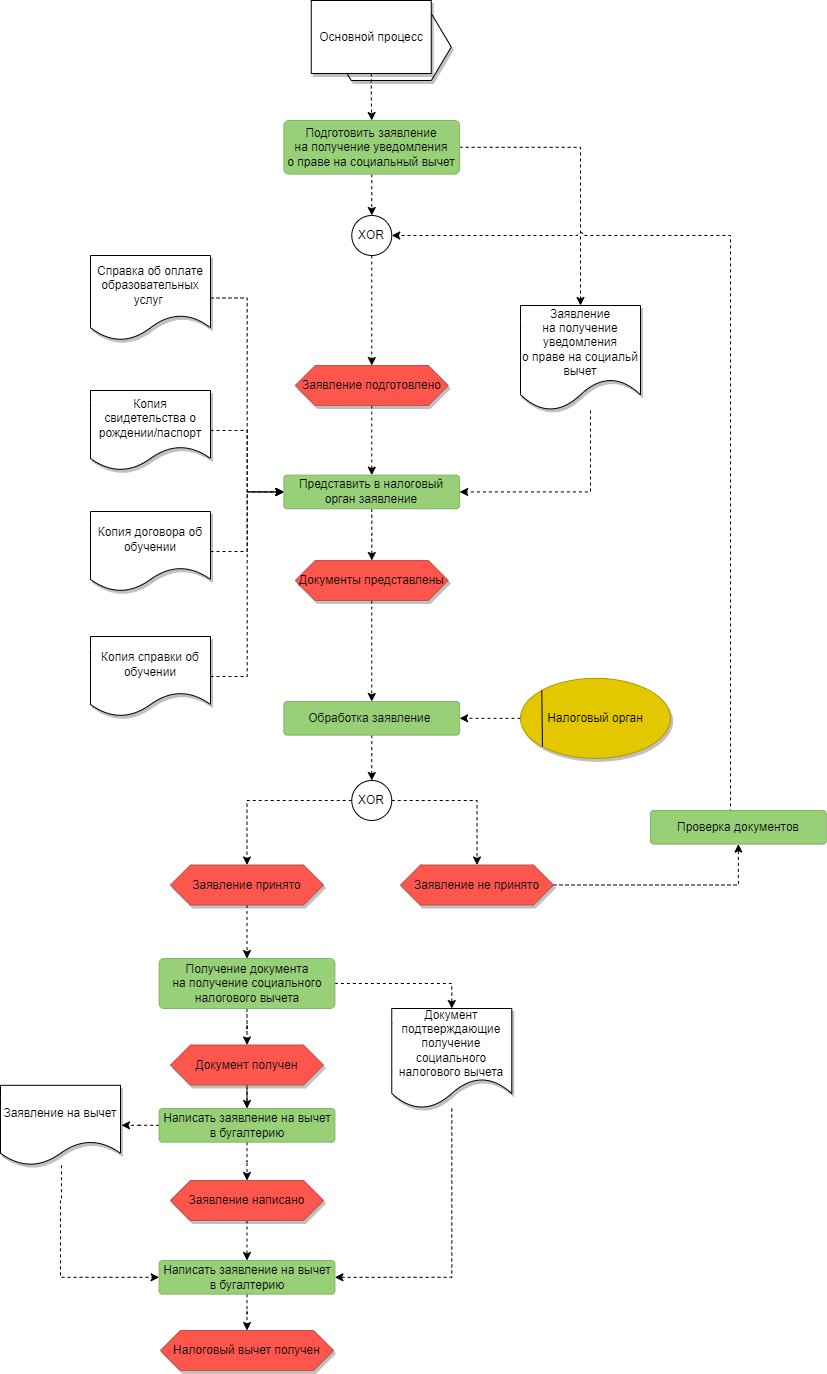 Основной процесс
Подготовить заявление
на получение уведомления
о праве на социальный вычет
XOR
Справка об оплате
образовательных
услуг
Заявление
на получение
уведомления
о праве на социальй
вычет
Заявление подготовлено
Копия
свидетельства о
рождении/паспорт
Представить в налоговый
орган заявление
Копия договора об
обучении
Документы представлены
Копия справки об
обучении
Обработка заявление
Налоговый орган
XOR
Проверка документов
Заявление принято
Заявление не принято
Получение документа
на получение социального
налогового вычета
Документ
подтверждающие
получение
социального
налогового вычета
Документ получен
Заявление на вычет
Написать заявление на вычет
в бугалтерию
Заявление написано
Написать заявление на вычет
в бугалтерию
Налоговый вычет получен